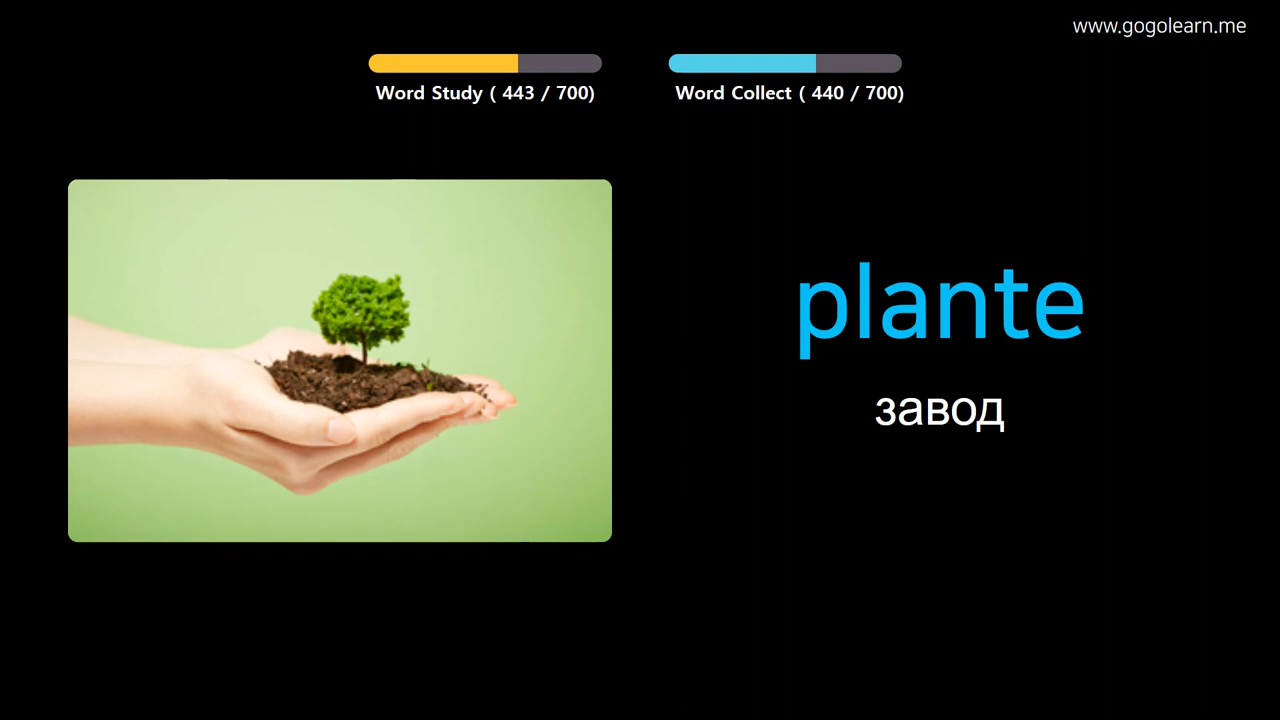 www.gogolearn.me
Word Study ( 443 / 700)
Word Collect ( 440 / 700)
plante
завод